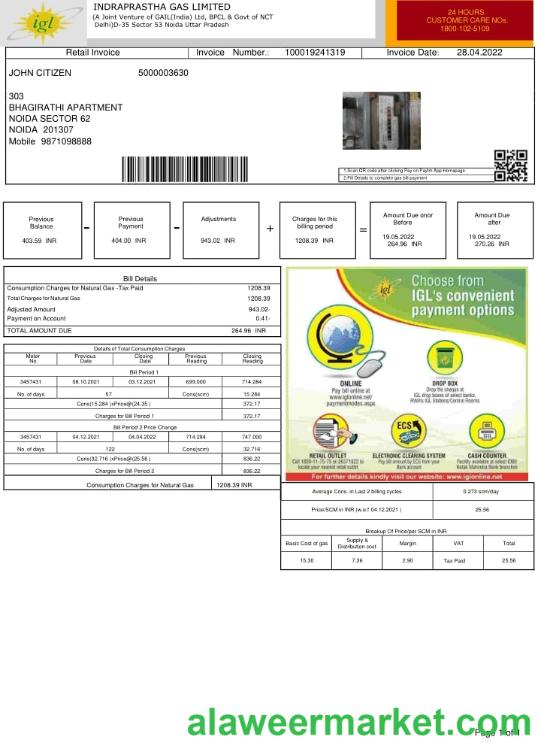 INDRAPRASTHA GAS LIMITED
(A Joint Venture of GAIL(India) Ltd, BPCL & Govt of NCT
Delhi)D-35 Sector 53 Noida Uttar Pradesh
igl
24 HOURS
CUSTOMER CARE NOs.
1800-102-5109
Retail Invoice Invoice Number.: 100019241319 Invoice Date: 28.04.2022
JOHN CITIZEN 5000003630
303
BHAGIRATHI APARTMENT
NOIDA SECTOR 62
NOIDA 201307
Mobile 9871098888
1.Scan QR code after clicking Pay on Paytm App Homepage
2.Fill Details to complete gas bill payment
Previous Balance
403.59 INR
-
Previous Payment
404.00 INR
-
Adjustments
943.02 INR
+
Charges for this billing period
1208.39 INR
=
Amount Due onor Before
19.05.2022
264.96 INR
Amount Due after
19.05.2022
270.26 INR
Bill Details
Consumption Charges for Natural Gas -Tax Paid 1208.39
Total Charges for Natural Gas 1208.39
Adjusted Amount 943.02-
Payment on Account 0.41-
TOTAL AMOUNT DUE 264.96 INR
Details of Total Consumption Charges
Meter No. Previous Date Closing Date Previous Reading Closing Reading
Bill Period 1
3457431 08.10.2021 03.12.2021 699.000 714.284
No. of days 57 Cons(scm) 15.284
Cons(15.284 )xPrice@(24.35 ) 372.17
Charges for Bill Period 1 372.17
Bill Period 2 Price Change
3457431 04.12.2021 04.04.2022 714.284 747.000
No. of days 122 Cons(scm) 32.716
Cons(32.716 )xPrice@(25.56 ) 836.22
Charges for Bill Period 2 836.22
Consumption Charges for Natural Gas 1208.39 INR
igl
Choose from
IGL's convenient
payment options
ONLINE
Pay bill online at
www.iglonline.net/
paymentmodes.aspx
DROP BOX
Drop the cheque at
IGL drop boxes of select banks,
RWA's IGL Stations/Control Rooms
RETAIL OUTLET
locate your nearest retail outlet
ECS
ELECTRONIC CLEARING SYSTEM
Pay bill amount by ECS from your
Bank account
CASH COUNTER
Facility available at select ICICI/
Kotak Mahindra Bank branches
For further details kindly visit our website: www.iglonline.net
Average Cons. in Last 2 billing cycles 0.273 scm/day
Price/SCM in INR (w.e.f 04.12.2021 ) 25.56
Breakup Of Price/per SCM in INR
Basic Cost of gas Supply & Distribution cost Margin VAT Total
15.30 7.36 2.90 Tax Paid 25.56
alaweermarket.com
Page 1 of 1